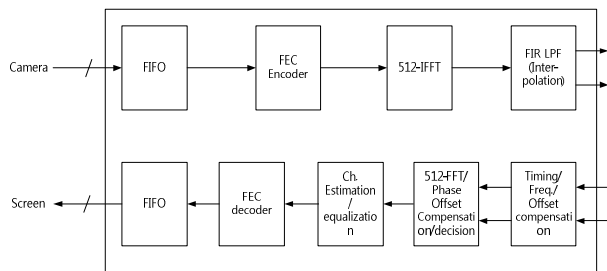 Camera
FIFO
FEC
Encoder
512-IFFT
FIR LPF
(Inter-
polation)
Screen
FIFO
FEC
decoder
Ch.
Estimation
/
equalizatio
n
512-FFT/
Phase
Offset
Compensati
on/decision
Timing/
Freq./
Offset
compensati
on